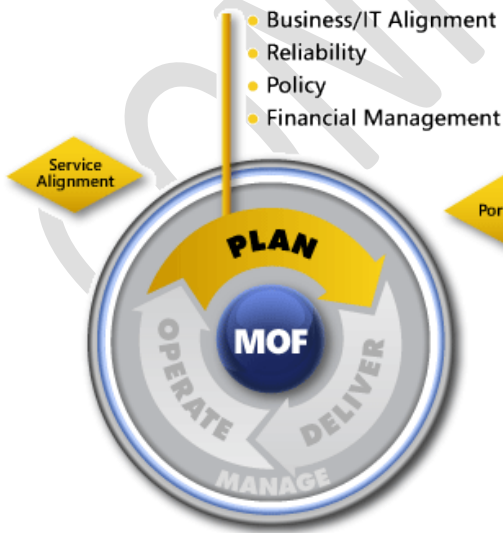 Business/IT Alignment
Reliability
Policy
Financial Management
Service
Alignment
PLAN
MOF
OPERATE
DELIVER
MANAGE